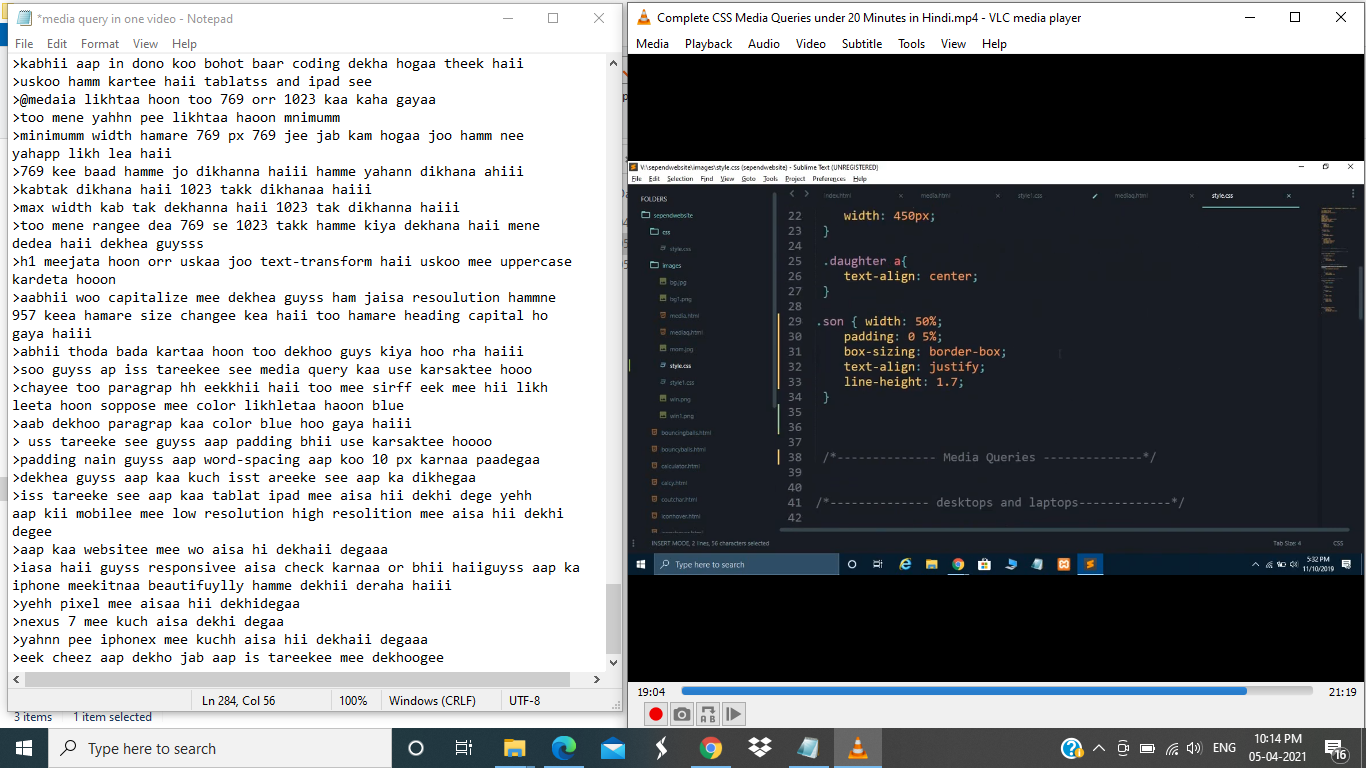 *media query in one video - Notepad
File Edit Format View Help
>kabhii aap in dono koo bohot baar coding dekha hogaa theek haii
>uskoo hamm kartee haii tablatss and ipad see
>@medaia likhtaa hoon too 769 orr 1023 kaa kaha gayaa
>too mene yahhn pee likhtaa haoon mnimumm
>minimumm width hamare 769 px 769 jee jab kam hogaa joo hamm nee
yahapp likh lea haii
>769 kee baad hamme jo dikhanna haiii hamme yahann dikhana ahiii
>kabtak dikhana haii 1023 takk dikhanaa haiii
>max width kab tak dekhanna haii 1023 tak dikhanna haiii
>too mene rangee dea 769 se 1023 takk hamme kiya dekhana haii mene
dedea haii dekhea guysss
>h1 meejata hoon orr uskaa joo text-transform haii uskoo mee uppercase
kardeta hooon
>aabhii woo capitalize mee dekhea guyss ham jaisa resoulution hammne
957 keea hamare size changee kea haii too hamare heading capital ho
gaya haiii
>abhii thoda bada kartaa hoon too dekhoo guys kiya hoo rha haiii
>soo guyss ap iss tareekee see media query kaa use karsaktee hooo
>chayee too paragrap hh eekkhii haii too mee sirff eek mee hii likh
leeta hoon soppose mee color likhletaa haoon blue
>aab dekhoo paragrap kaa color blue hoo gaya haiii
> uss tareeke see guyss aap padding bhii use karsaktee hoooo
>padding nain guyss aap word-spacing aap koo 10 px karnaa paadegaa
>dekhea guyss aap kaa kuch isst areeke see aap ka dikhegaa
>iss tareeke see aap kaa tablat ipad mee aisa hii dekhi dege yehh
aap kii mobilee mee low resolution high resolition mee aisa hii dekhi
degee
>aap kaa websitee mee wo aisa hi dekhaii degaaa
>iasa haii guyss responsivee aisa check karnaa or bhii haiiguyss aap ka
iphone meekitnaa beautifuylly hamme dekhii deraha haiii
>yehh pixel mee aisaa hii dekhidegaa
>nexus 7 mee kuch aisa dekhi degaa
>yahnn pee iphonex mee kuchh aisa hii dekhaii degaaa
>eek cheez aap dekho jab aap is tareekee mee dekhoogee
Ln 284, Col 56 100% Windows (CRLF) UTF-8
3 items 1 item selected
Complete CSS Media Queries under 20 Minutes in Hindi.mp4 - VLC media player
Media Playback Audio Video Subtitle Tools View Help
V:\sependwebsite\images\style.css (sependwebsite) - Sublime Text (UNREGISTERED)
File Edit Selection Find View Goto Tools Project Preferences Help
index.html media.html style1.css mediaq.html style.css
FOLDERS
sependwebsite
css
style.css
images
bg.jpg
bg1.png
media.html
mediaq.html
mom.jpg
style.css
style1.css
win.png
win1.png
bouncingballs.html
bouncyballs.html
calculator.html
calcy.html
coutchar.html
iconhover.html
22 width: 450px;
23 }
24
25 .daughter a{
26 text-align: center;
27 }
28
29 .son { width: 50%;
30 padding: 0 5%;
31 box-sizing: border-box;
32 text-align: justify;
33 line-height: 1.7;
34 }
35
36
37
38 /*-------------- Media Queries --------------*/
39
40
41 /*-------------- desktops and laptops-------------*/
42
INSERT MODE, 2 lines, 56 characters selected Tab Size: 4 CSS
Type here to search
5:32 PM
11/10/2019
19:04 21:19
Type here to search
ENG
10:14 PM
05-04-2021
16